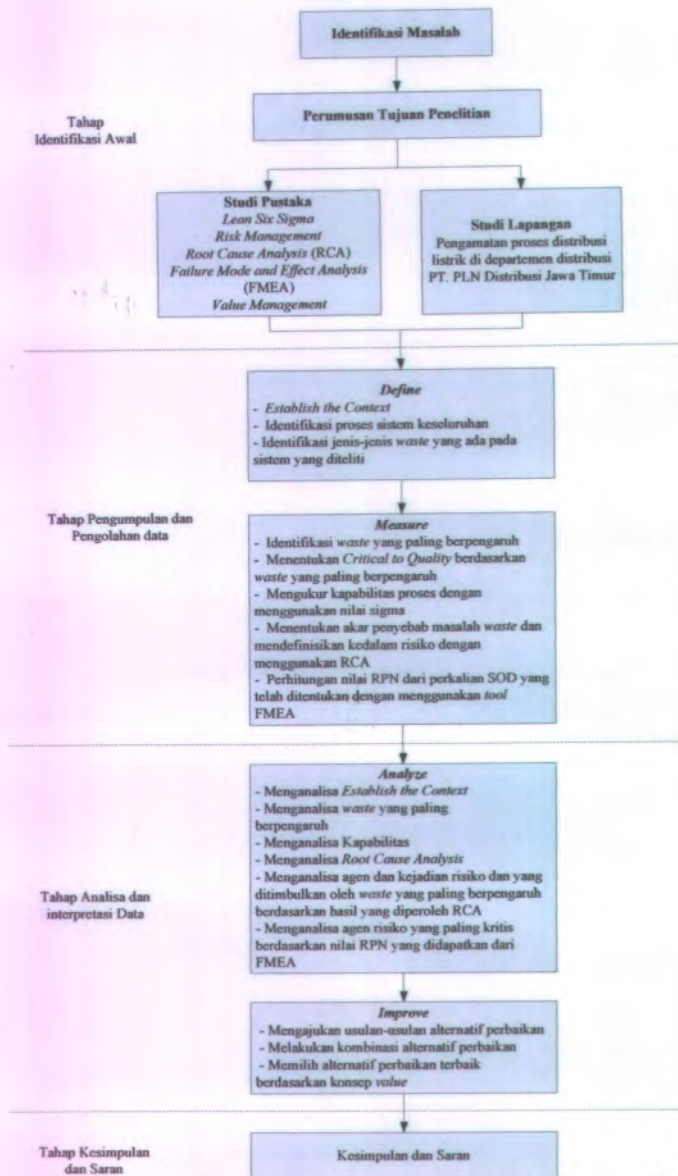 Identifikasi Masalah
Tahap
Identifikasi Awal
Perumusan Tujuan Penelitian
Studi Pustaka
Lean Six Sigma
Risk Management
Root Cause Analysis (RCA)
Failure Mode and Effect Analysis
(FMEA)
Value Management
Studi Lapangan
Pengamatan proses distribusi
listrik di departemen distribusi
PT. PLN Distribusi Jawa Timur
Tahap Pengumpulan dan
Pengolahan data
Define
- Establish the Context
- Identifikasi proses sistem keseluruhan
- Identifikasi jenis-jenis waste yang ada pada
sistem yang diteliti
Measure
- Identifikasi waste yang paling berpengaruh
- Menentukan Critical to Quality berdasarkan
waste yang paling berpengaruh
- Mengukur kapabilitas proses dengan
menggunakan nilai sigma
- Menentukan akar penyebab masalah waste dan
mendefinisikan kedalam risiko dengan
menggunakan RCA
- Perhitungan nilai RPN dari perkalian SOD yang
telah ditentukan dengan menggunakan tool
FMEA
Tahap Analisa dan
interpretasi Data
Analyze
- Menganalisa Establish the Context
- Menganalisa waste yang paling
berpengaruh
- Menganalisa Kapabilitas
- Menganalisa Root Cause Analysis
- Menganalisa agen dan kejadian risiko dan yang
ditimbulkan oleh waste yang paling berpengaruh
berdasarkan hasil yang diperoleh RCA
- Menganalisa agen risiko yang paling kritis
berdasarkan nilai RPN yang didapatkan dari
FMEA
Improve
- Mengajukan usulan-usulan alternatif perbaikan
- Melakukan kombinasi alternatif perbaikan
- Memilih alternatif perbaikan terbaik
berdasarkan konsep value
Tahap Kesimpulan
dan Saran
Kesimpulan dan Saran